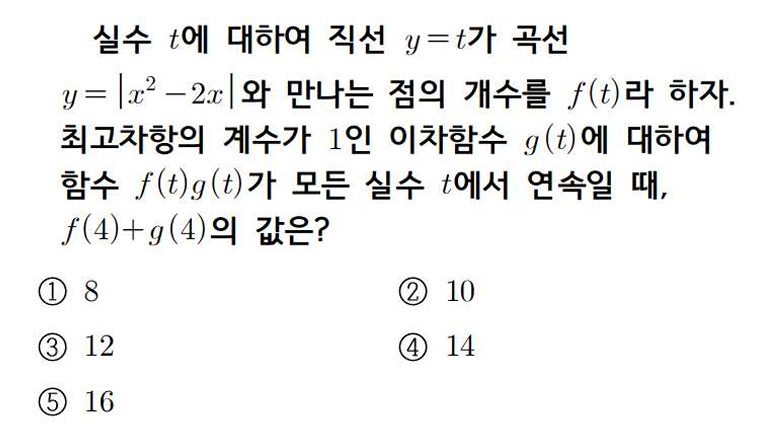 실수 $t$에 대하여 직선 $y=t$가 곡선
$y=|x^2-2x|$와 만나는 점의 개수를 $f(t)$라 하자.
최고차항의 계수가 $1$인 이차함수 $g(t)$에 대하여
함수 $f(t)g(t)$가 모든 실수 $t$에서 연속일 때,
$f(4)+g(4)$의 값은?
① 8 ② 10
③ 12 ④ 14
⑤ 16